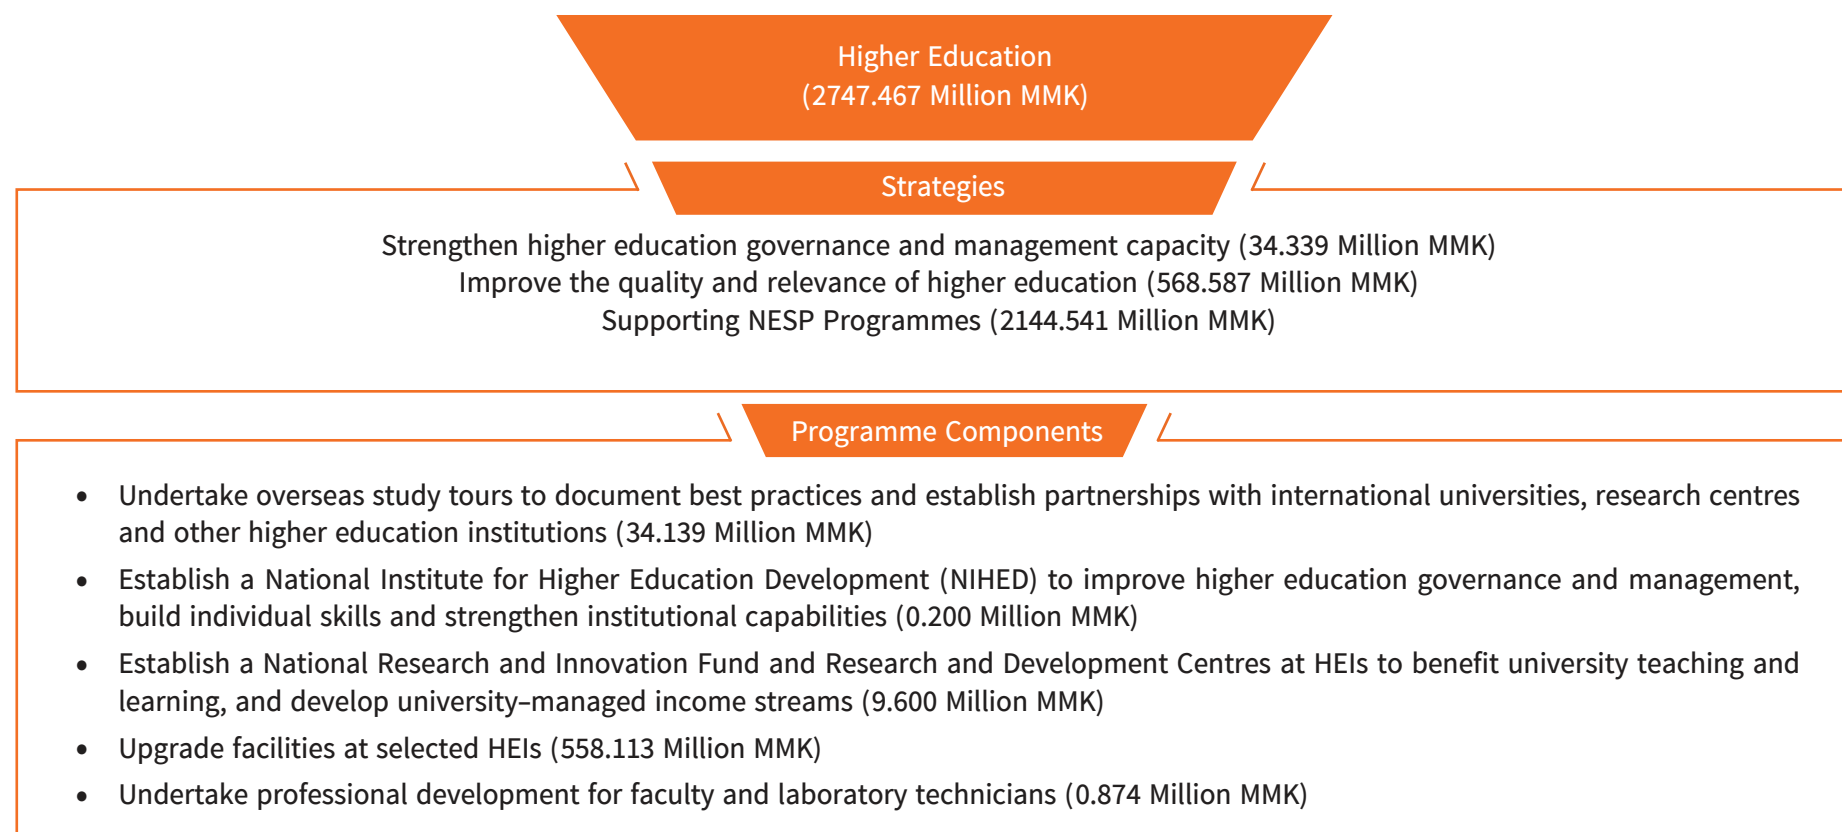 Higher Education
(2747.467 Million MMK)
Strategies
Strengthen higher education governance and management capacity (34.339 Million MMK)
Improve the quality and relevance of higher education (568.587 Million MMK)
Supporting NESP Programmes (2144.541 Million MMK)
Programme Components
• Undertake overseas study tours to document best practices and establish partnerships with international universities, research centres
and other higher education institutions (34.139 Million MMK)
• Establish a National Institute for Higher Education Development (NIHED) to improve higher education governance and management,
build individual skills and strengthen institutional capabilities (0.200 Million MMK)
• Establish a National Research and Innovation Fund and Research and Development Centres at HEIs to benefit university teaching and
learning, and develop university–managed income streams (9.600 Million MMK)
• Upgrade facilities at selected HEIs (558.113 Million MMK)
• Undertake professional development for faculty and laboratory technicians (0.874 Million MMK)